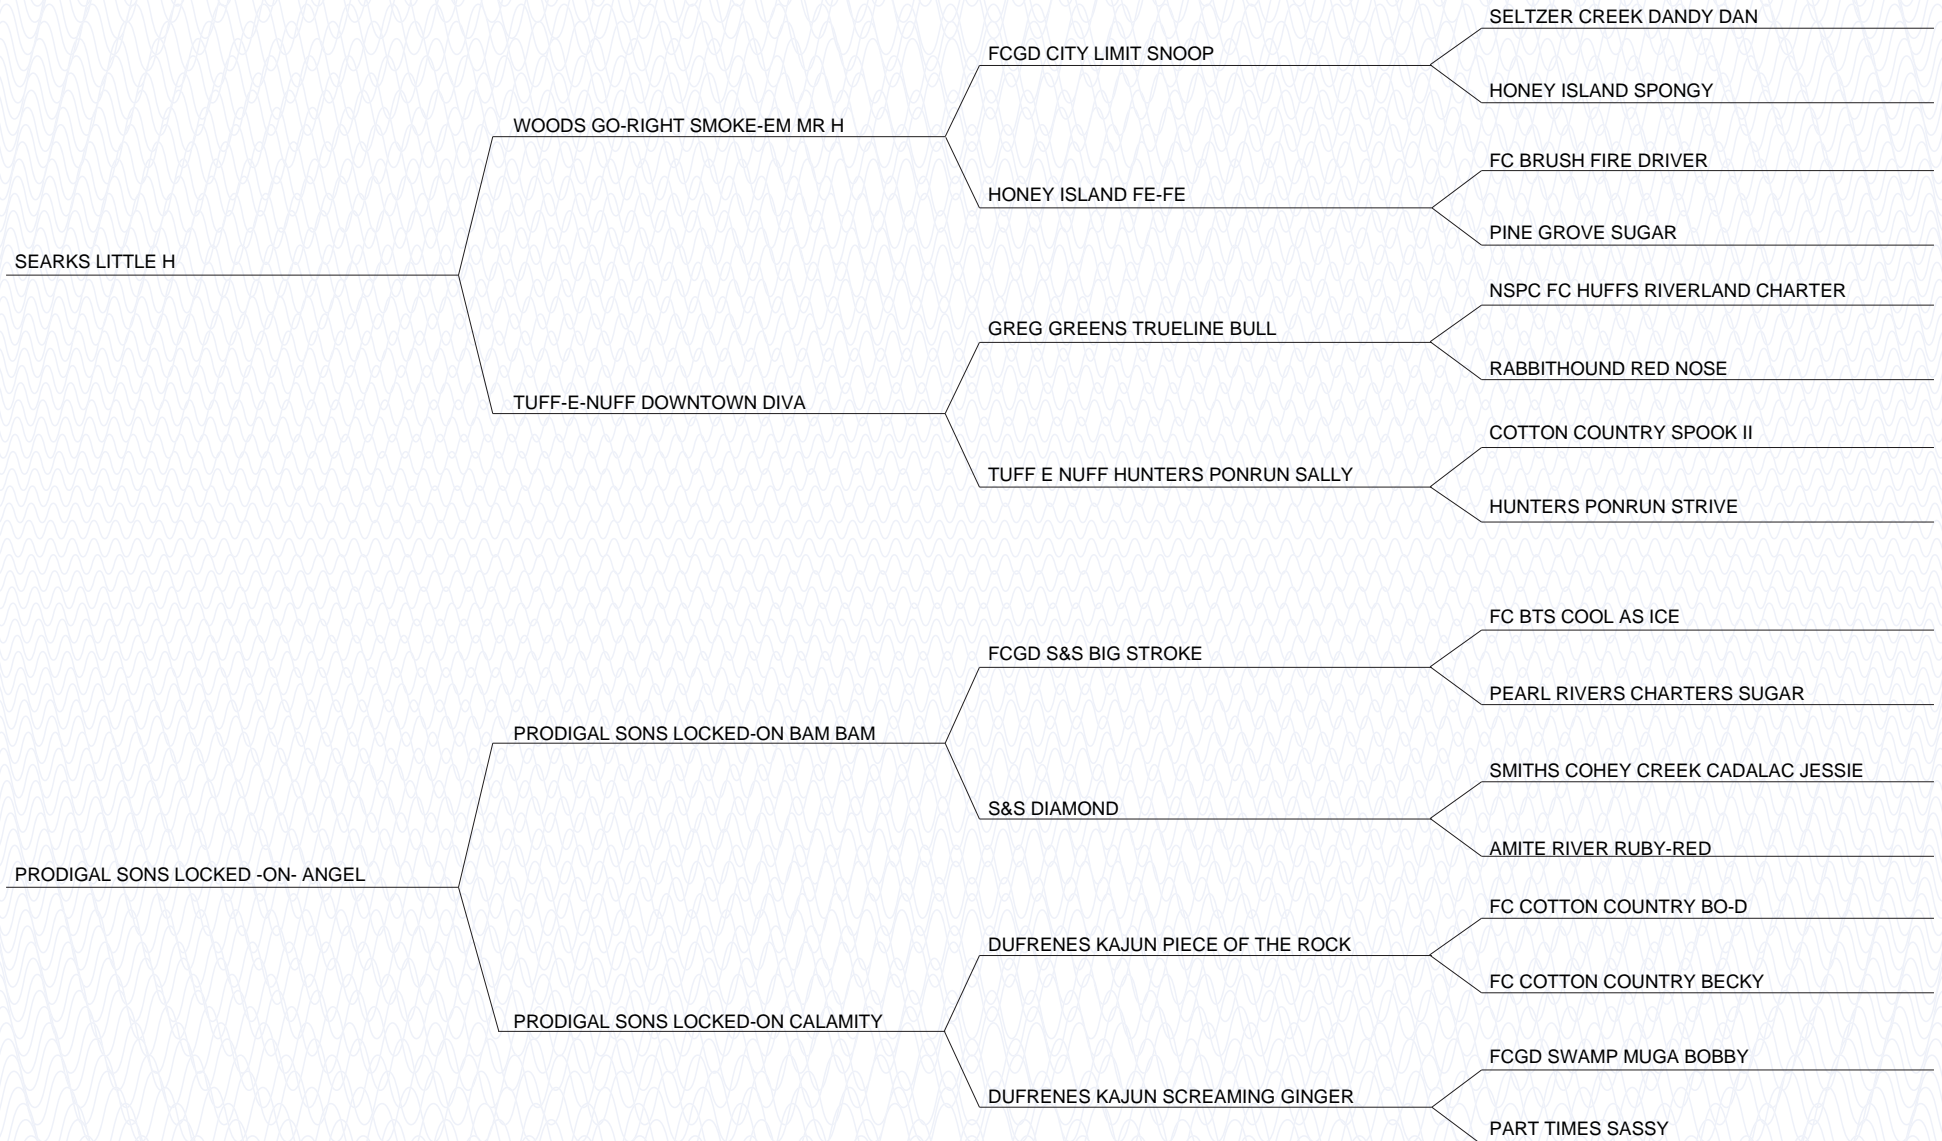 SELTZER CREEK DANDY DAN
FCGD CITY LIMIT SNOOP
HONEY ISLAND SPONGY
WOODS GO-RIGHT SMOKE-EM MR H
FC BRUSH FIRE DRIVER
HONEY ISLAND FE-FE
PINE GROVE SUGAR
SEARKS LITTLE H
NSPC FC HUFFS RIVERLAND CHARTER
GREG GREENS TRUELINE BULL
RABBITHOUND RED NOSE
TUFF-E-NUFF DOWNTOWN DIVA
COTTON COUNTRY SPOOK II
TUFF E NUFF HUNTERS PONRUN SALLY
HUNTERS PONRUN STRIVE
FC BTS COOL AS ICE
FCGD S&S BIG STROKE
PEARL RIVERS CHARTERS SUGAR
PRODIGAL SONS LOCKED-ON BAM BAM
SMITHS COHEY CREEK CADALAC JESSIE
S&S DIAMOND
AMITE RIVER RUBY-RED
PRODIGAL SONS LOCKED -ON- ANGEL
FC COTTON COUNTRY BO-D
DUFRENES KAJUN PIECE OF THE ROCK
FC COTTON COUNTRY BECKY
PRODIGAL SONS LOCKED-ON CALAMITY
FCGD SWAMP MUGA BOBBY
DUFRENES KAJUN SCREAMING GINGER
PART TIMES SASSY